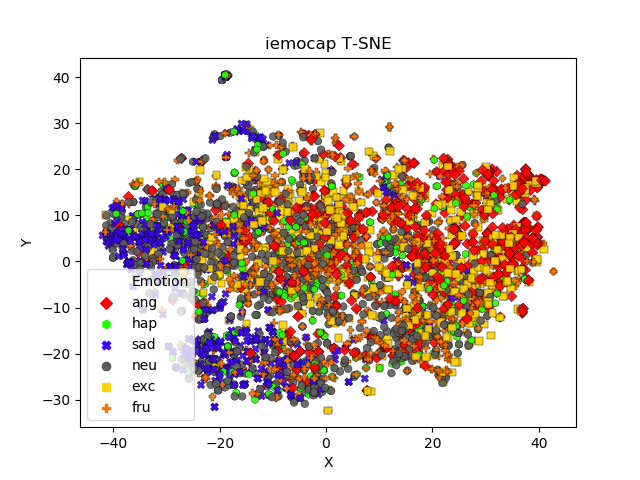 iemocap T-SNE
Y
40
30
20
10
0
−10
−20
−30
Emotion
ang
hap
sad
neu
exc
fru
−40
−20
0
20
40
X